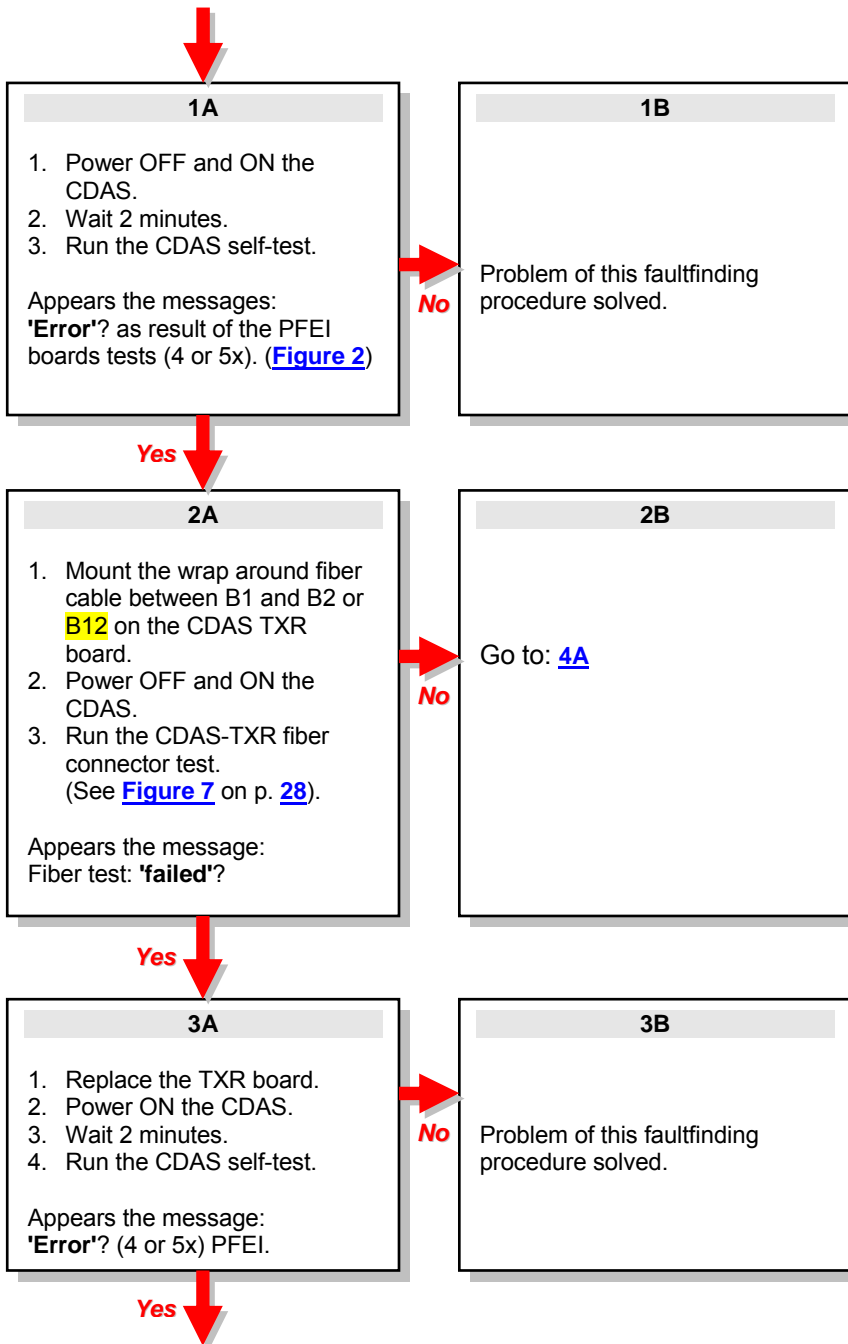 1A
1. Power OFF and ON the
CDAS.
2. Wait 2 minutes.
3. Run the CDAS self-test.
Appears the messages:
'Error'? as result of the PFEI
boards tests (4 or 5x). (Figure 2)
No
1B
Problem of this faultfinding
procedure solved.
Yes
2A
1. Mount the wrap around fiber
cable between B1 and B2 or
B12 on the CDAS TXR
board.
2. Power OFF and ON the
CDAS.
3. Run the CDAS-TXR fiber
connector test.
(See Figure 7 on p. 28).
Appears the message:
Fiber test: 'failed'?
No
2B
Go to: 4A
Yes
3A
1. Replace the TXR board.
2. Power ON the CDAS.
3. Wait 2 minutes.
4. Run the CDAS self-test.
Appears the message:
'Error'? (4 or 5x) PFEI.
No
3B
Problem of this faultfinding
procedure solved.
Yes